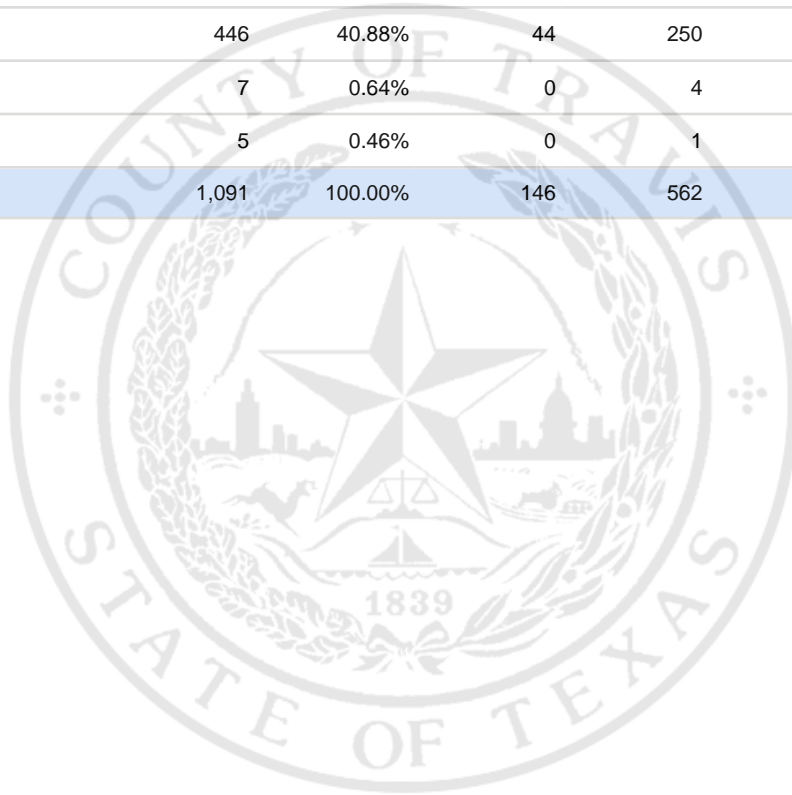 446 40.88% 44 250
7 0.64% 0 4
5 0.46% 0 1
1,091 100.00% 146 562
COUNTY OF TRAVIS
1839
STATE OF TEXAS